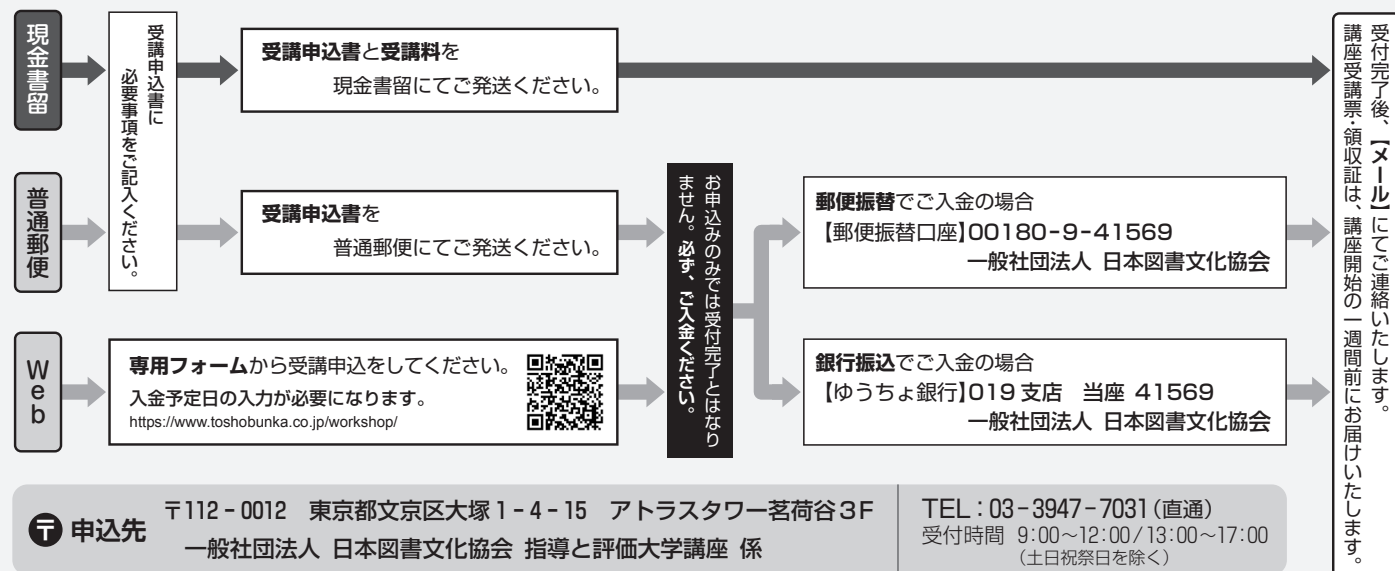 現金書留
受講申込書に
必要事項をご記入ください。
受講申込書と受講料を
現金書留にてご発送ください。
普通郵便
受講申込書を
普通郵便にてご発送ください。
Web
専用フォームから受講申込をしてください。
入金予定日の入力が必要になります。
https://www.toshobunka.co.jp/workshop/
お申込みのみでは受付完了とはなり
ません。必ず、ご入金ください。
郵便振替でご入金の場合
【郵便振替口座】00180-9-41569
一般社団法人 日本図書文化協会
銀行振込でご入金の場合
【ゆうちょ銀行】019支店 当座 41569
一般社団法人 日本図書文化協会
受付完了後、【メール】にてご連絡いたします。
講座受講票・領収証は、講座開始の一週間前にお届けいたします。
〒 申込先
〒112-0012 東京都文京区大塚1-4-15 アトラスタワー茗荷谷3F
一般社団法人 日本図書文化協会 指導と評価大学講座 係
TEL:03-3947-7031(直通)
受付時間 9:00~12:00/13:00~17:00
(土日祝祭日を除く)